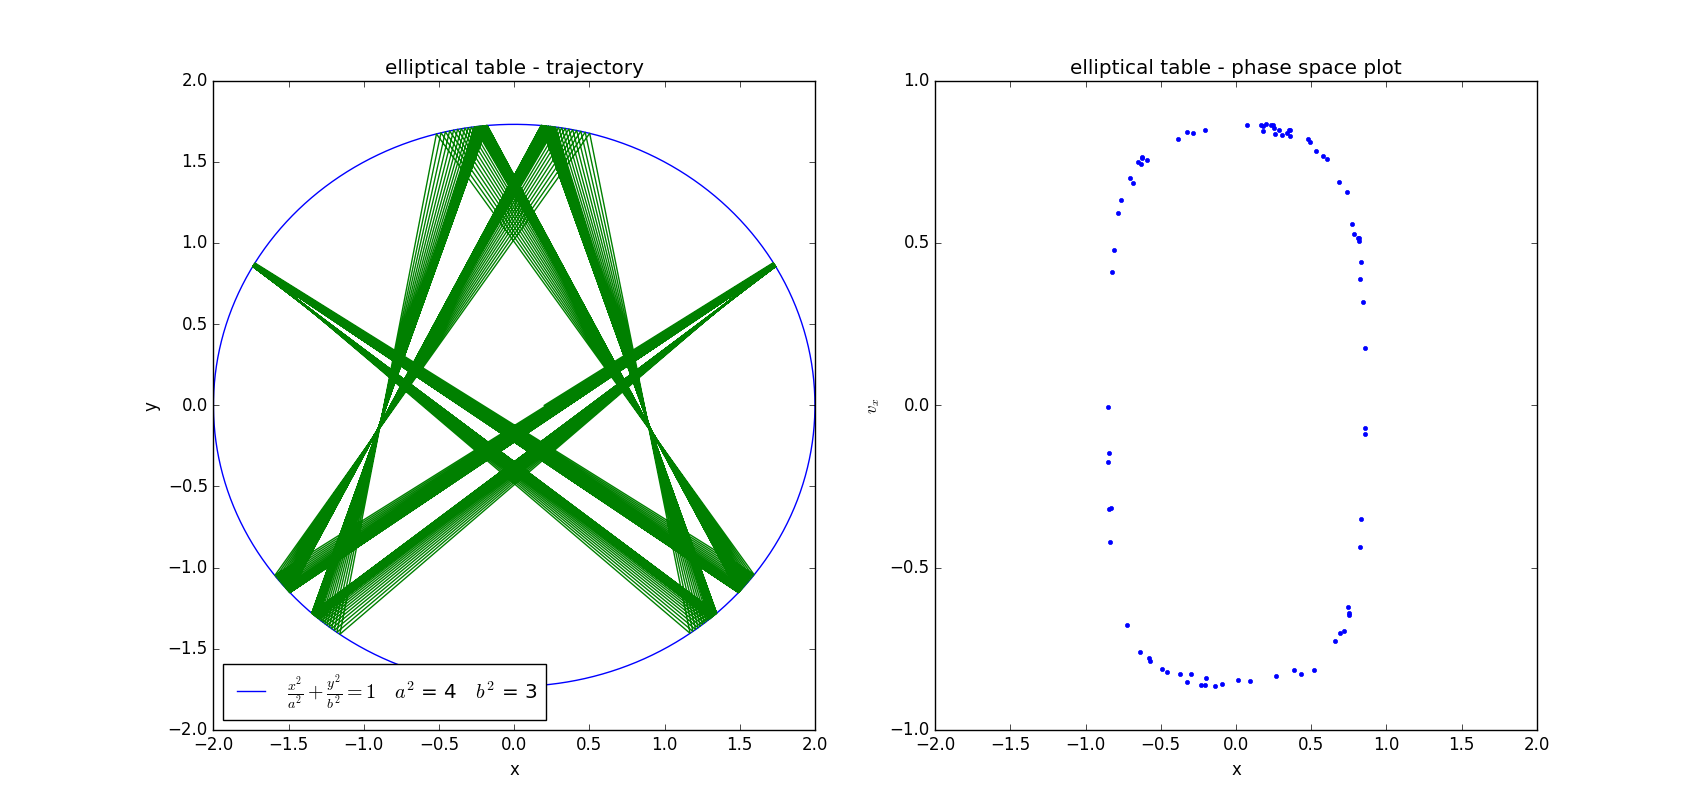 elliptical table - trajectory
2.0
1.5
1.0
0.5
0.0
−0.5
−1.0
−1.5
−2.0
y
x²/a² + y²/b² = 1 a² = 4 b² = 3
−2.0 −1.5 −1.0 −0.5 0.0 0.5 1.0 1.5 2.0
x
elliptical table - phase space plot
1.0
0.5
0.0
−0.5
−1.0
vₓ
−2.0 −1.5 −1.0 −0.5 0.0 0.5 1.0 1.5 2.0
x